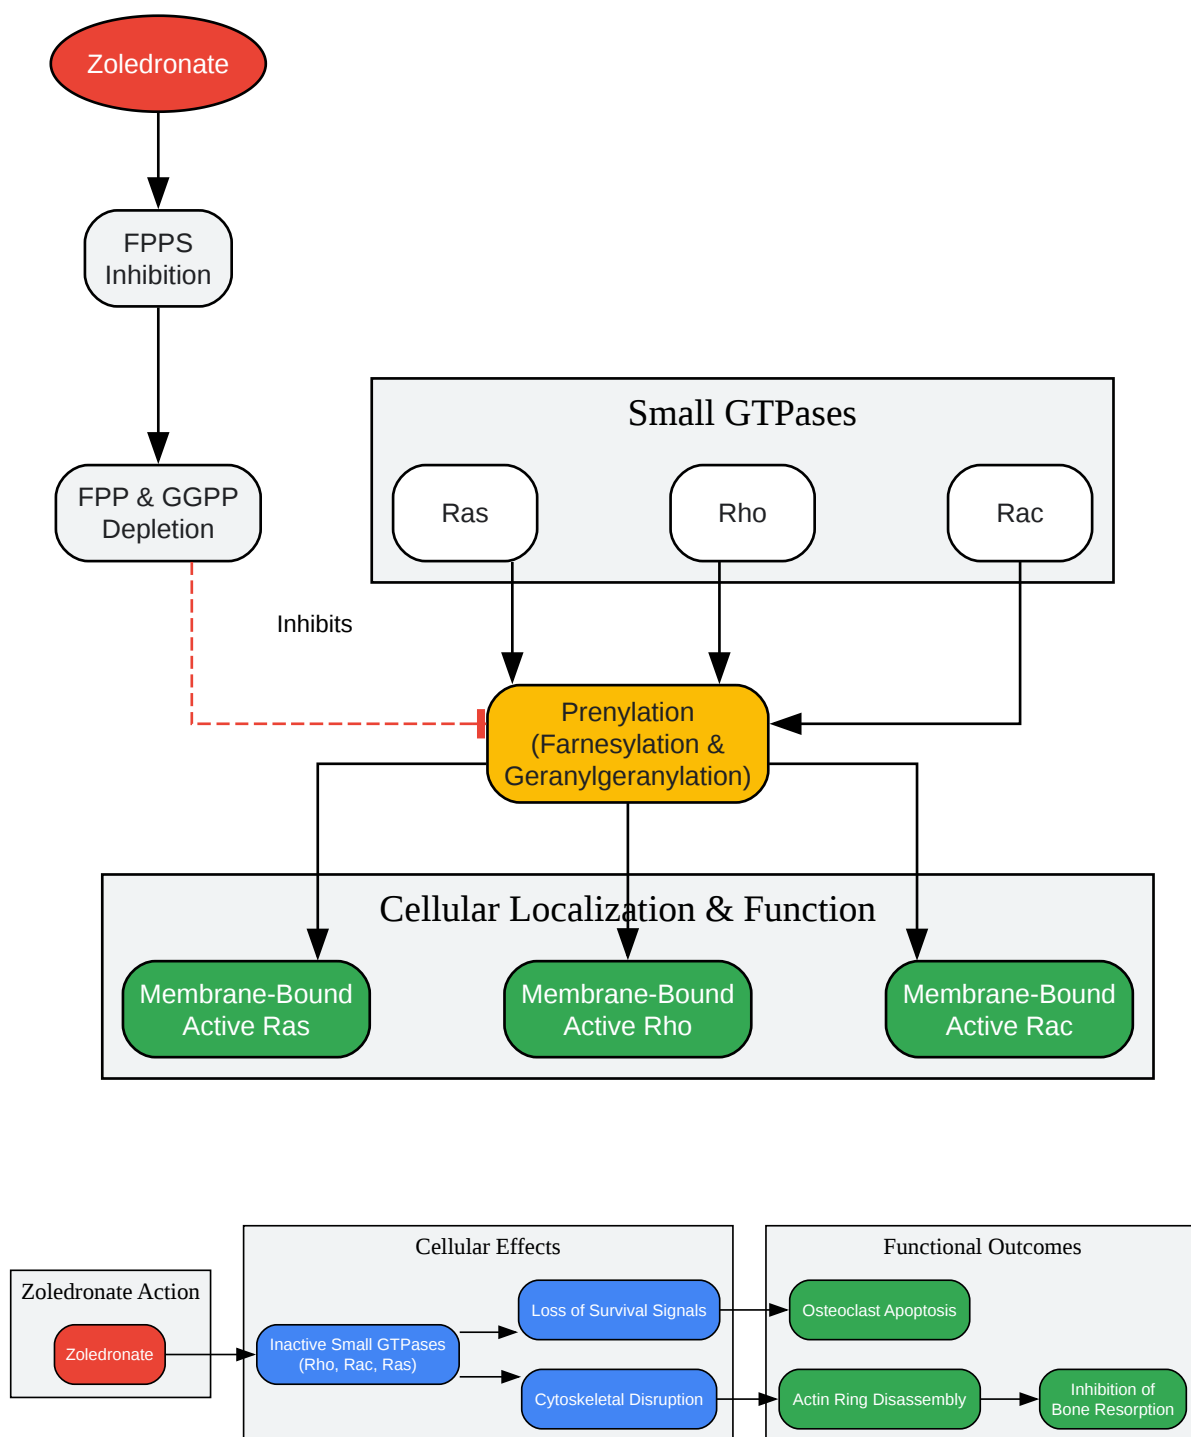 Zoledronate
FPPS
Inhibition
Small GTPases
FPP & GGPP
Depletion
Ras
Rho
Rac
Inhibits
Prenylation
(Farnesylation &
Geranylgeranylation)
Cellular Localization & Function
Membrane-Bound
Active Ras
Membrane-Bound
Active Rho
Membrane-Bound
Active Rac
Zoledronate Action
Zoledronate
Cellular Effects
Inactive Small GTPases
(Rho, Rac, Ras)
Loss of Survival Signals
Cytoskeletal Disruption
Functional Outcomes
Osteoclast Apoptosis
Actin Ring Disassembly
Inhibition of
Bone Resorption